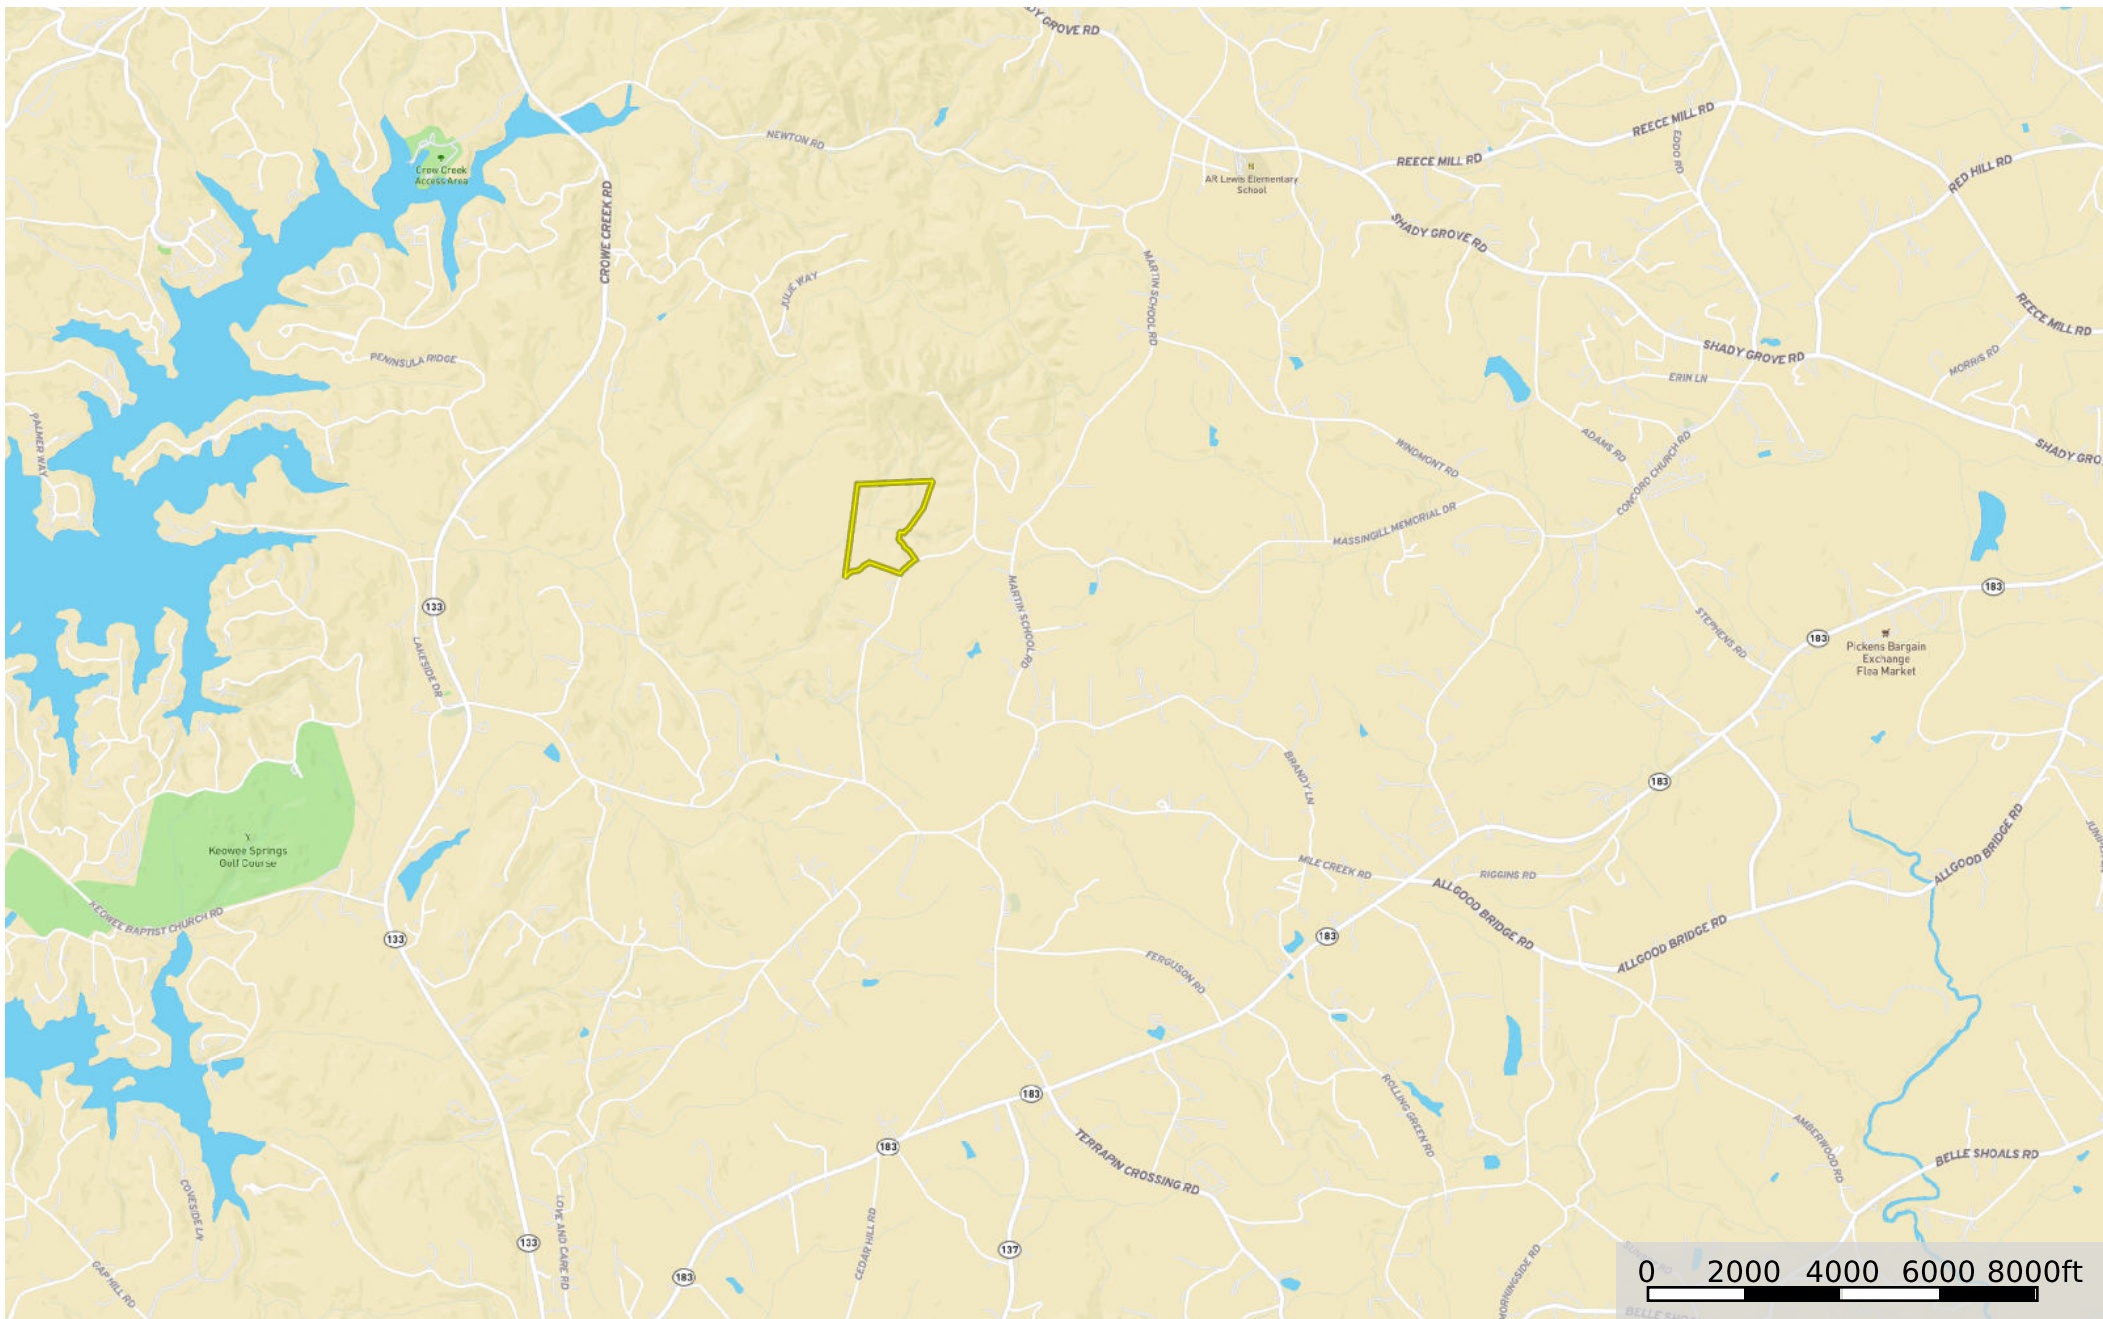 DY GROVE RD
NEWTON RD
REECE MILL RD
REECE MILL RD
EDDO RD
RED HILL RD
Crow Creek
Access Area
AR Lewis Elementary
School
CROWE CREEK RD
SHADY GROVE RD
MARTIN SCHOOL RD
JULIE WAY
REECE MILL RD
PENINSULA RIDGE
SHADY GROVE RD
MORRIS RD
ERIN LN
PALMER WAY
WINDMONT RD
ADAMS RD
CONCORD CHURCH RD
SHADY GRO
MASSINGILL MEMORIAL DR
183
133
MARTIN SCHOOL RD
STEPHENS RD
183
Pickens Bargain
Exchange
Flea Market
LAKESIDE DR
BRANDY LN
183
Keowee Springs
Golf Course
MILE CREEK RD
RIGGINS RD
ALLGOOD BRIDGE RD
ALLGOOD BRIDGE RD
KEOWEE BAPTIST CHURCH RD
133
183
ALLGOOD BRIDGE RD
FERGUSON RD
183
ROLLING GREEN RD
183
TERRAPIN CROSSING RD
AMBERWOOD RD
BELLE SHOALS RD
COVESIDE LN
LOVE AND CARE RD
CEDAR HILL RD
133
137
183
GAP HILL RD
MORNINGSIDE RD
0 2000 4000 6000 8000ft